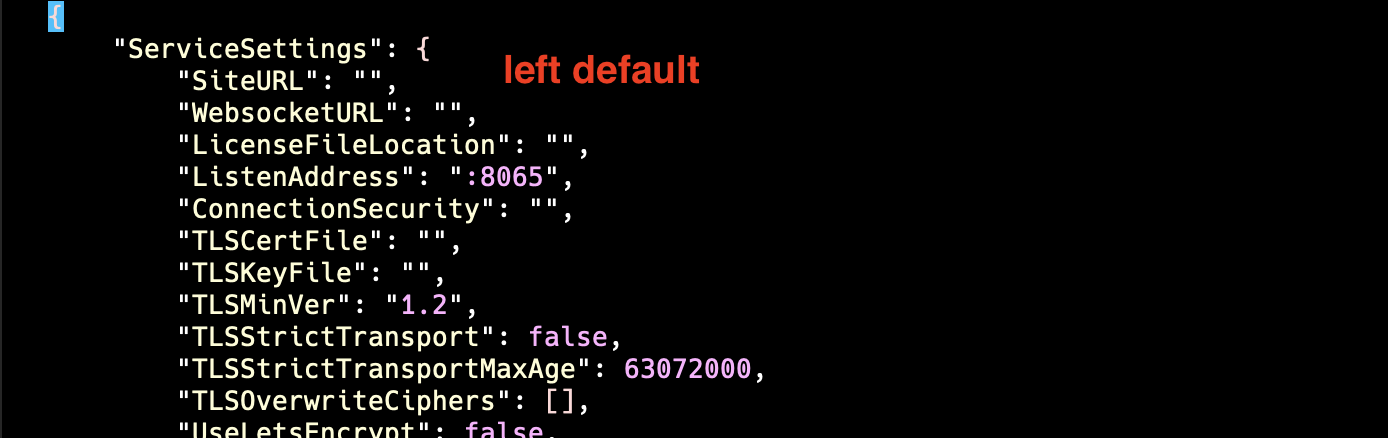 {
"ServiceSettings": {
left default
"SiteURL": "",
"WebsocketURL": "",
"LicenseFileLocation": "",
"ListenAddress": ":8065",
"ConnectionSecurity": "",
"TLSCertFile": "",
"TLSKeyFile": "",
"TLSMinVer": "1.2",
"TLSStrictTransport": false,
"TLSStrictTransportMaxAge": 63072000,
"TLSOverwriteCiphers": [],
"UseLetsEncrypt": false,